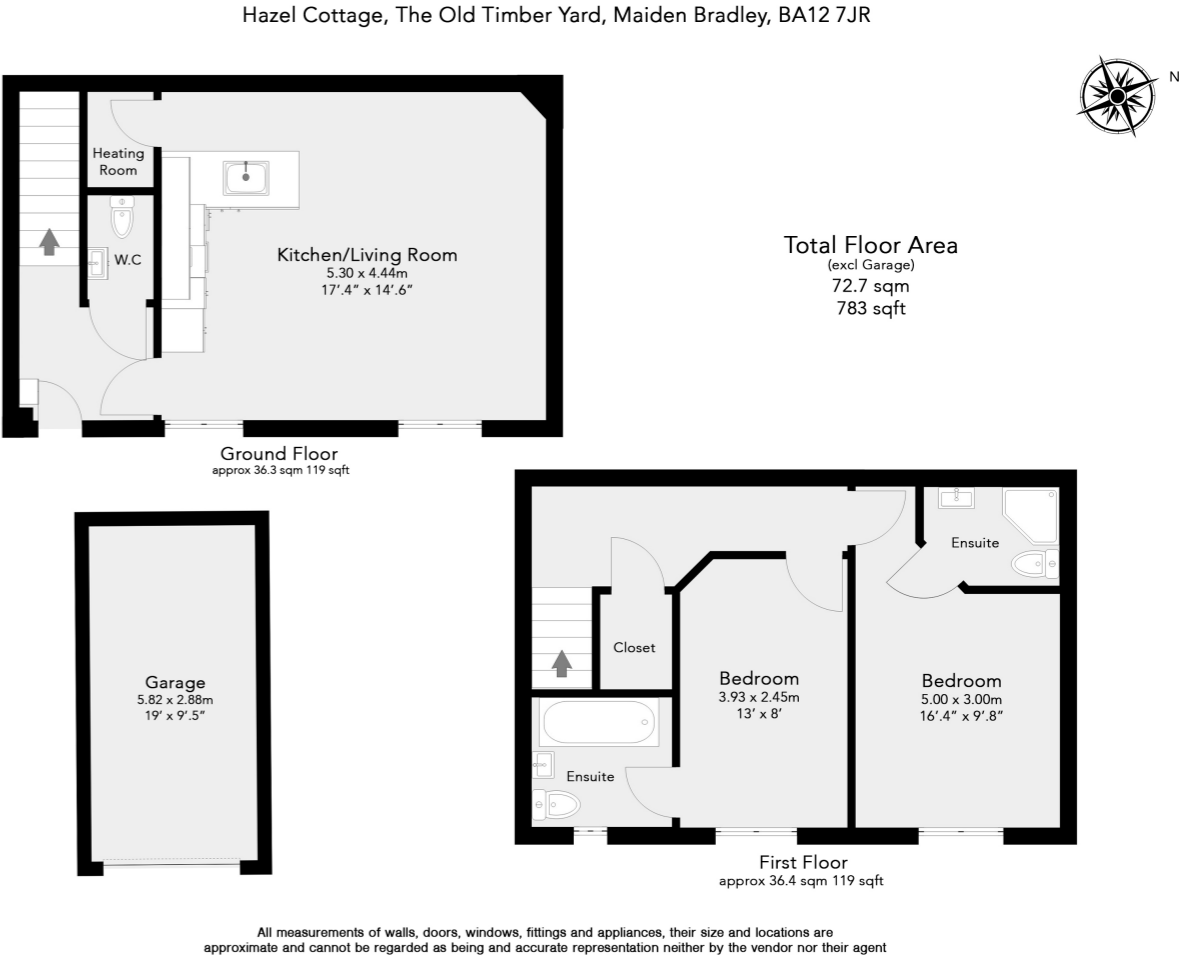 Hazel Cottage, The Old Timber Yard, Maiden Bradley, BA12 7JR
N
Heating
Room
W.C
Kitchen/Living Room
5.30 x 4.44m
17’.4” x 14’.6”
Total Floor Area
(excl Garage)
72.7 sqm
783 sqft
Ground Floor
approx 36.3 sqm 119 sqft
Garage
5.82 x 2.88m
19’ x 9’.5”
Ensuite
Closet
Bedroom
3.93 x 2.45m
13’ x 8’
Bedroom
5.00 x 3.00m
16’.4” x 9’.8”
Ensuite
First Floor
approx 36.4 sqm 119 sqft
All measurements of walls, doors, windows, fittings and appliances, their size and locations are
approximate and cannot be regarded as being and accurate representation neither by the vendor nor their agent